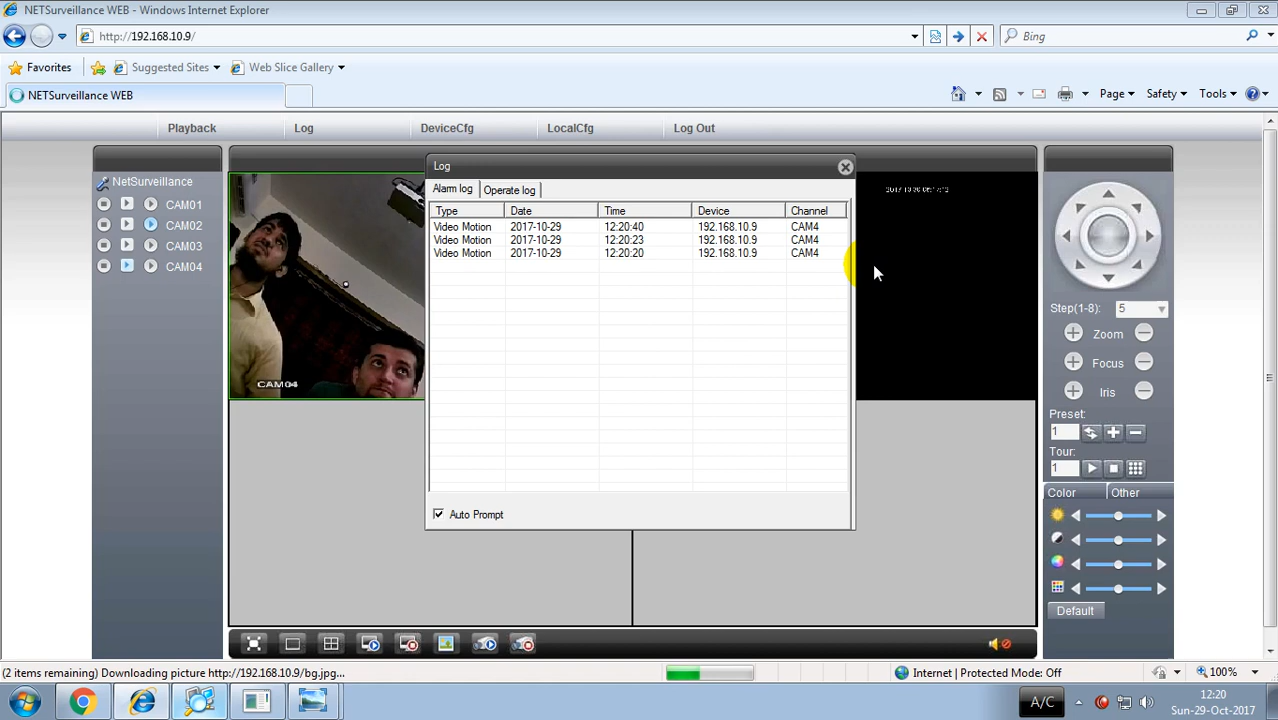 NETSurveillance WEB - Windows Internet Explorer
http://192.168.10.9/
Bing
Favorites Suggested Sites Web Slice Gallery
NETSurveillance WEB
Page Safety Tools
Playback Log DeviceCfg LocalCfg Log Out
NetSurveillance
CAM01
CAM02
CAM03
CAM04
Log
Alarm log Operate log
Type Date Time Device Channel
Video Motion 2017-10-29 12:20:40 192.168.10.9 CAM4
Video Motion 2017-10-29 12:20:23 192.168.10.9 CAM4
Video Motion 2017-10-29 12:20:20 192.168.10.9 CAM4
Auto Prompt
CAM04
Step(1-8): 5
Zoom
Focus
Iris
Preset:
1
Tour:
1
Color Other
Default
(2 items remaining) Downloading picture http://192.168.10.9/bg.jpg...
Internet | Protected Mode: Off
100%
A/C
12:20
Sun-29-Oct-2017